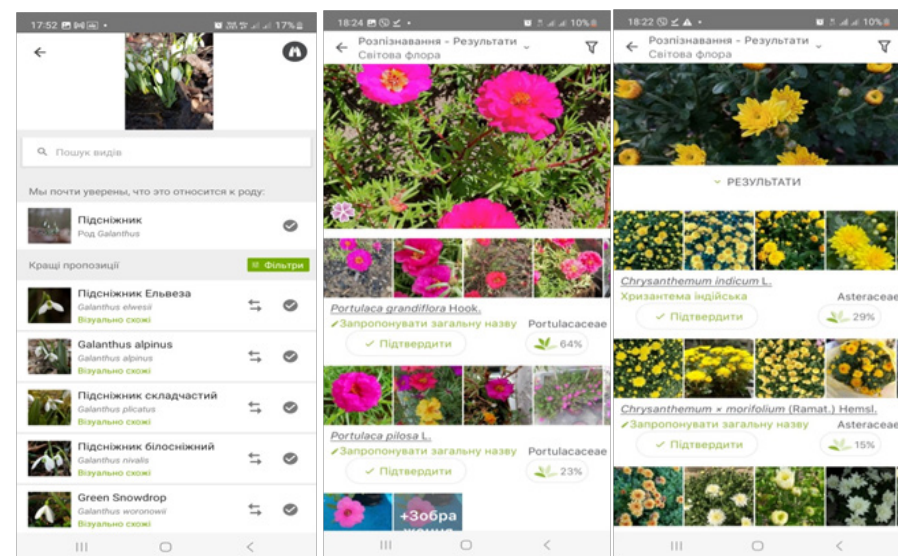 17:52
17%
Пошук видів
Мы почти уверены, что это относится к роду:
Підсніжник
Род Galanthus
Кращі пропозиції
Фільтри
Підсніжник Ельвеза
Galanthus elwesii
Візуально схожі
Galanthus alpinus
Galanthus alpinus
Візуально схожі
Підсніжник складчастий
Galanthus plicatus
Візуально схожі
Підсніжник білосніжний
Galanthus nivalis
Візуально схожі
Green Snowdrop
Galanthus woronowii
Візуально схожі
18:24
10%
Розпізнавання - Результати
Світова флора
Portulaca grandiflora Hook.
Запропонувати загальну назву Portulacaceae
Підтвердити 64%
Portulaca pilosa L.
Запропонувати загальну назву Portulacaceae
Підтвердити 23%
+Зобра
ження
18:22
10%
Розпізнавання - Результати
Світова флора
РЕЗУЛЬТАТИ
Chrysanthemum indicum L.
Хризантема індійська Asteraceae
Підтвердити 29%
Chrysanthemum × morifolium (Ramat.) Hemsl.
Запропонувати загальну назву Asteraceae
Підтвердити 15%